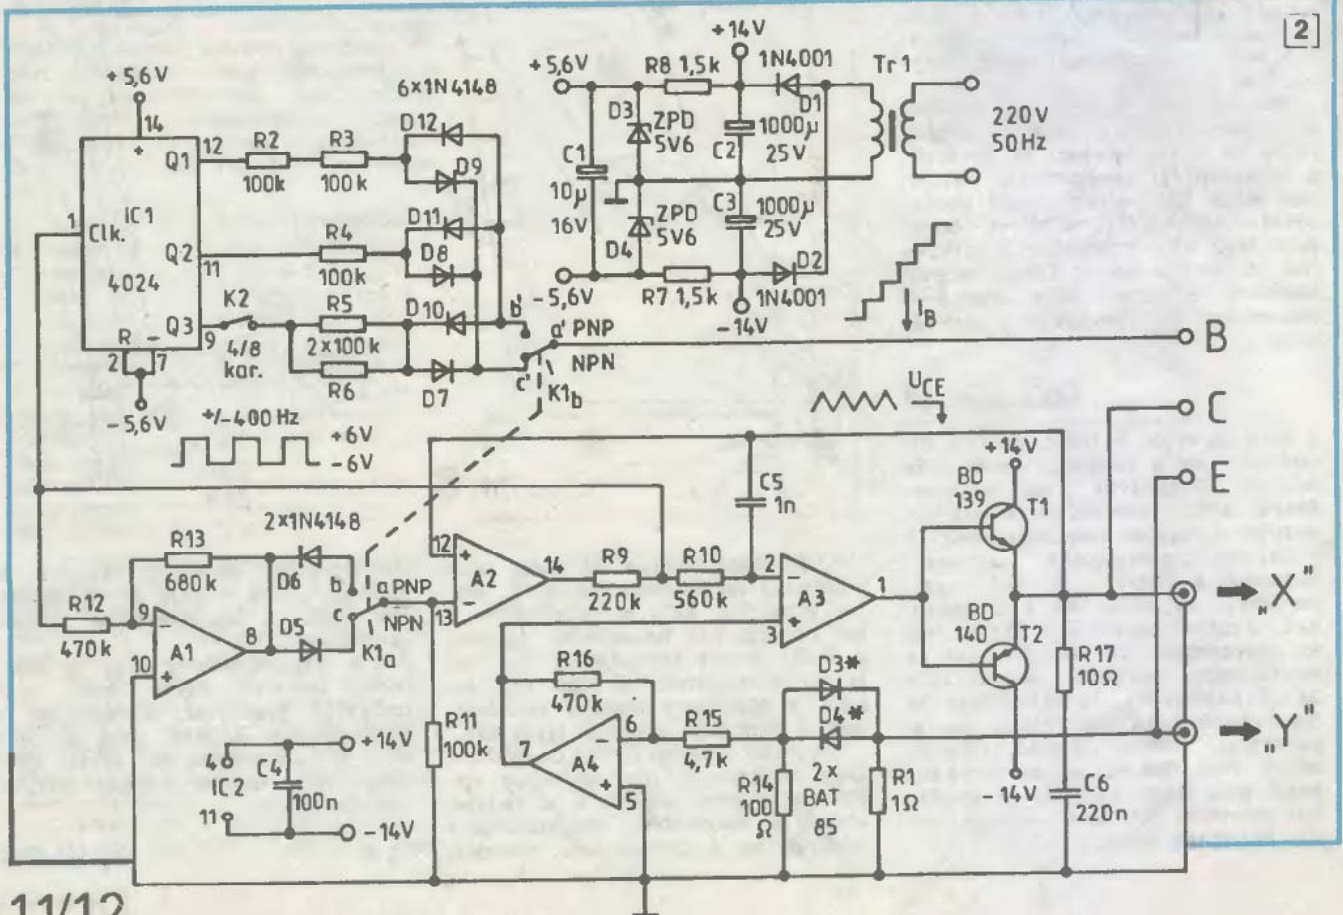 [2]
+5,6V
14
+
Q1
12
R2
100k
R3
100k
6×1N4148
D12
D9
D11
D8
D10
D7
1
Clk.
IC1
4024
Q2
11
R4
100k
Q3
9
K2
4/8
kar.
R5
2×100k
R6
R
−
2
7
-5,6V
b'
a'
PNP
NPN
c'
K1b
+5,6V
R8 1,5k
+14V
1N4001
D1
Tr1
220V
50Hz
D3
ZPD
5V6
C1
10µ
16V
C2
1000µ
25V
C3
1000µ
25V
ZPD
5V6
D4
-5,6V
R7 1,5k
-14V
D2
1N4001
IB
B
C
E
+/-400 Hz
+6V
-6V
UCE
2×1N4148
R13
680k
D6
b
a
PNP
NPN
c
K1a
D5
R12
470k
9
−
10
+
A1
8
12
+
13
−
A2
14
R9
220k
R10
560k
C5
1n
2
−
3
+
A3
1
+14V
BD
139
T1
BD
140
T2
-14V
R17
10Ω
C6
220n
"X"
"Y"
R16
470k
7
A4
6
−
5
+
R15
4,7k
D3*
D4*
2×
BAT
85
R14
100
Ω
R1
1Ω
R11
100k
4
IC2
11
C4
100n
+14V
-14V
11/12